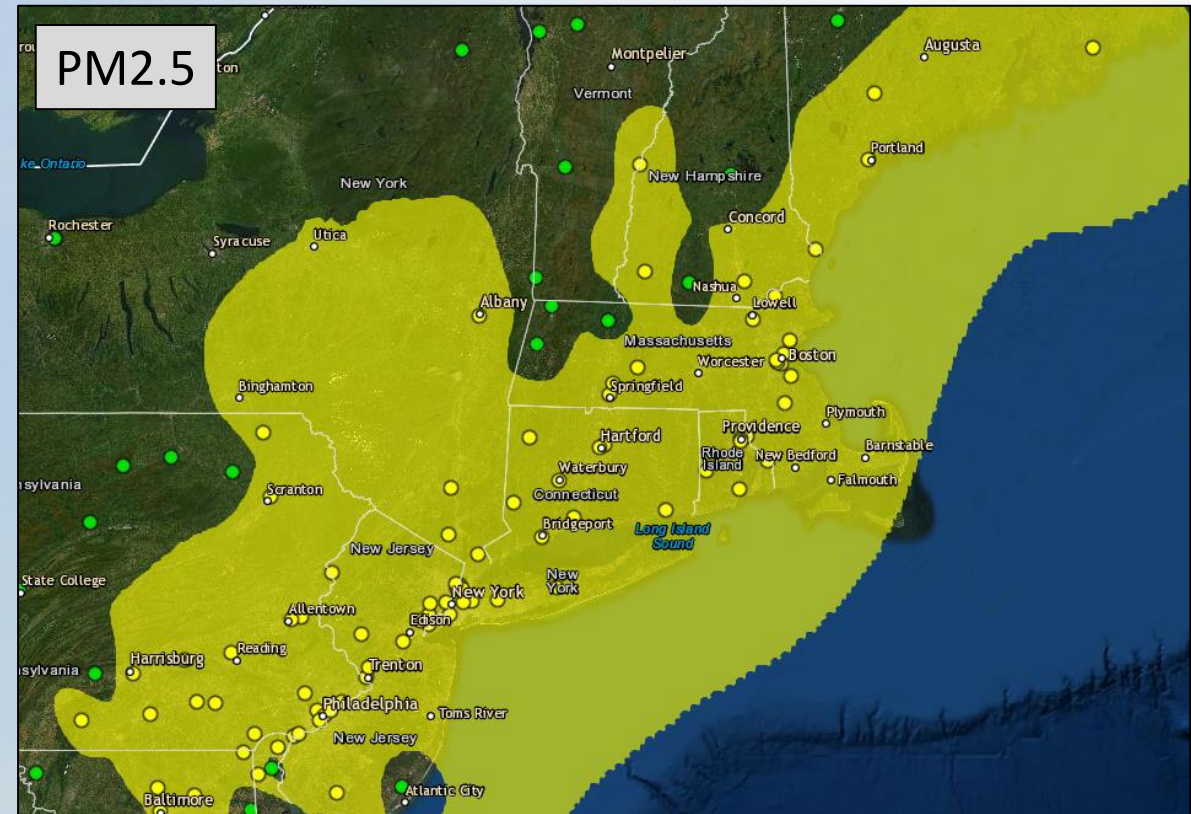 PM2.5
Montpelier
Augusta
Vermont
ke Ontario
Portland
New York
New Hampshire
Rochester
Concord
Utica
Syracuse
Nashua
Albany
Lowell
Massachusetts
Worcester
Boston
Binghamton
Springfield
Plymouth
Providence
Hartford
Barnstable
Rhode
Island
New Bedford
Waterbury
nsylvania
Falmouth
Scranton
Connecticut
Bridgeport
Long Island
Sound
New Jersey
State College
New
York
New York
Allentown
Edison
Reading
Harrisburg
Trenton
nsylvania
Philadelphia
Toms River
New Jersey
Atlantic City
Baltimore